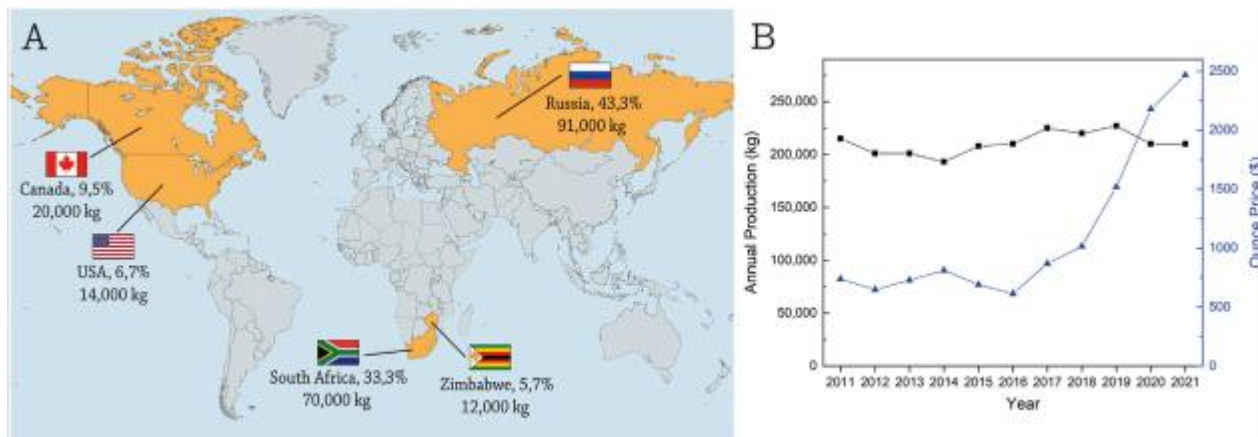 A
Russia, 43,3%
91,000 kg
Canada, 9,5%
20,000 kg
USA, 6,7%
14,000 kg
South Africa, 33,3%
70,000 kg
Zimbabwe, 5,7%
12,000 kg
B
Annual Production (kg)
250,000
200,000
150,000
100,000
50,000
0
2500
2000
1500
1000
500
0
Ounce Price ($)
2011 2012 2013 2014 2015 2016 2017 2018 2019 2020 2021
Year